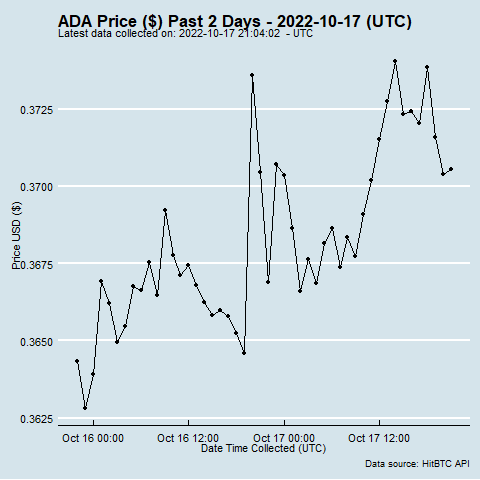 ADA Price ($) Past 2 Days - 2022-10-17 (UTC)
Latest data collected on: 2022-10-17 21:04:02 - UTC
Price USD ($)
0.3725
0.3700
0.3675
0.3650
0.3625
Oct 16 00:00
Oct 16 12:00
Oct 17 00:00
Oct 17 12:00
Date Time Collected (UTC)
Data source: HitBTC API